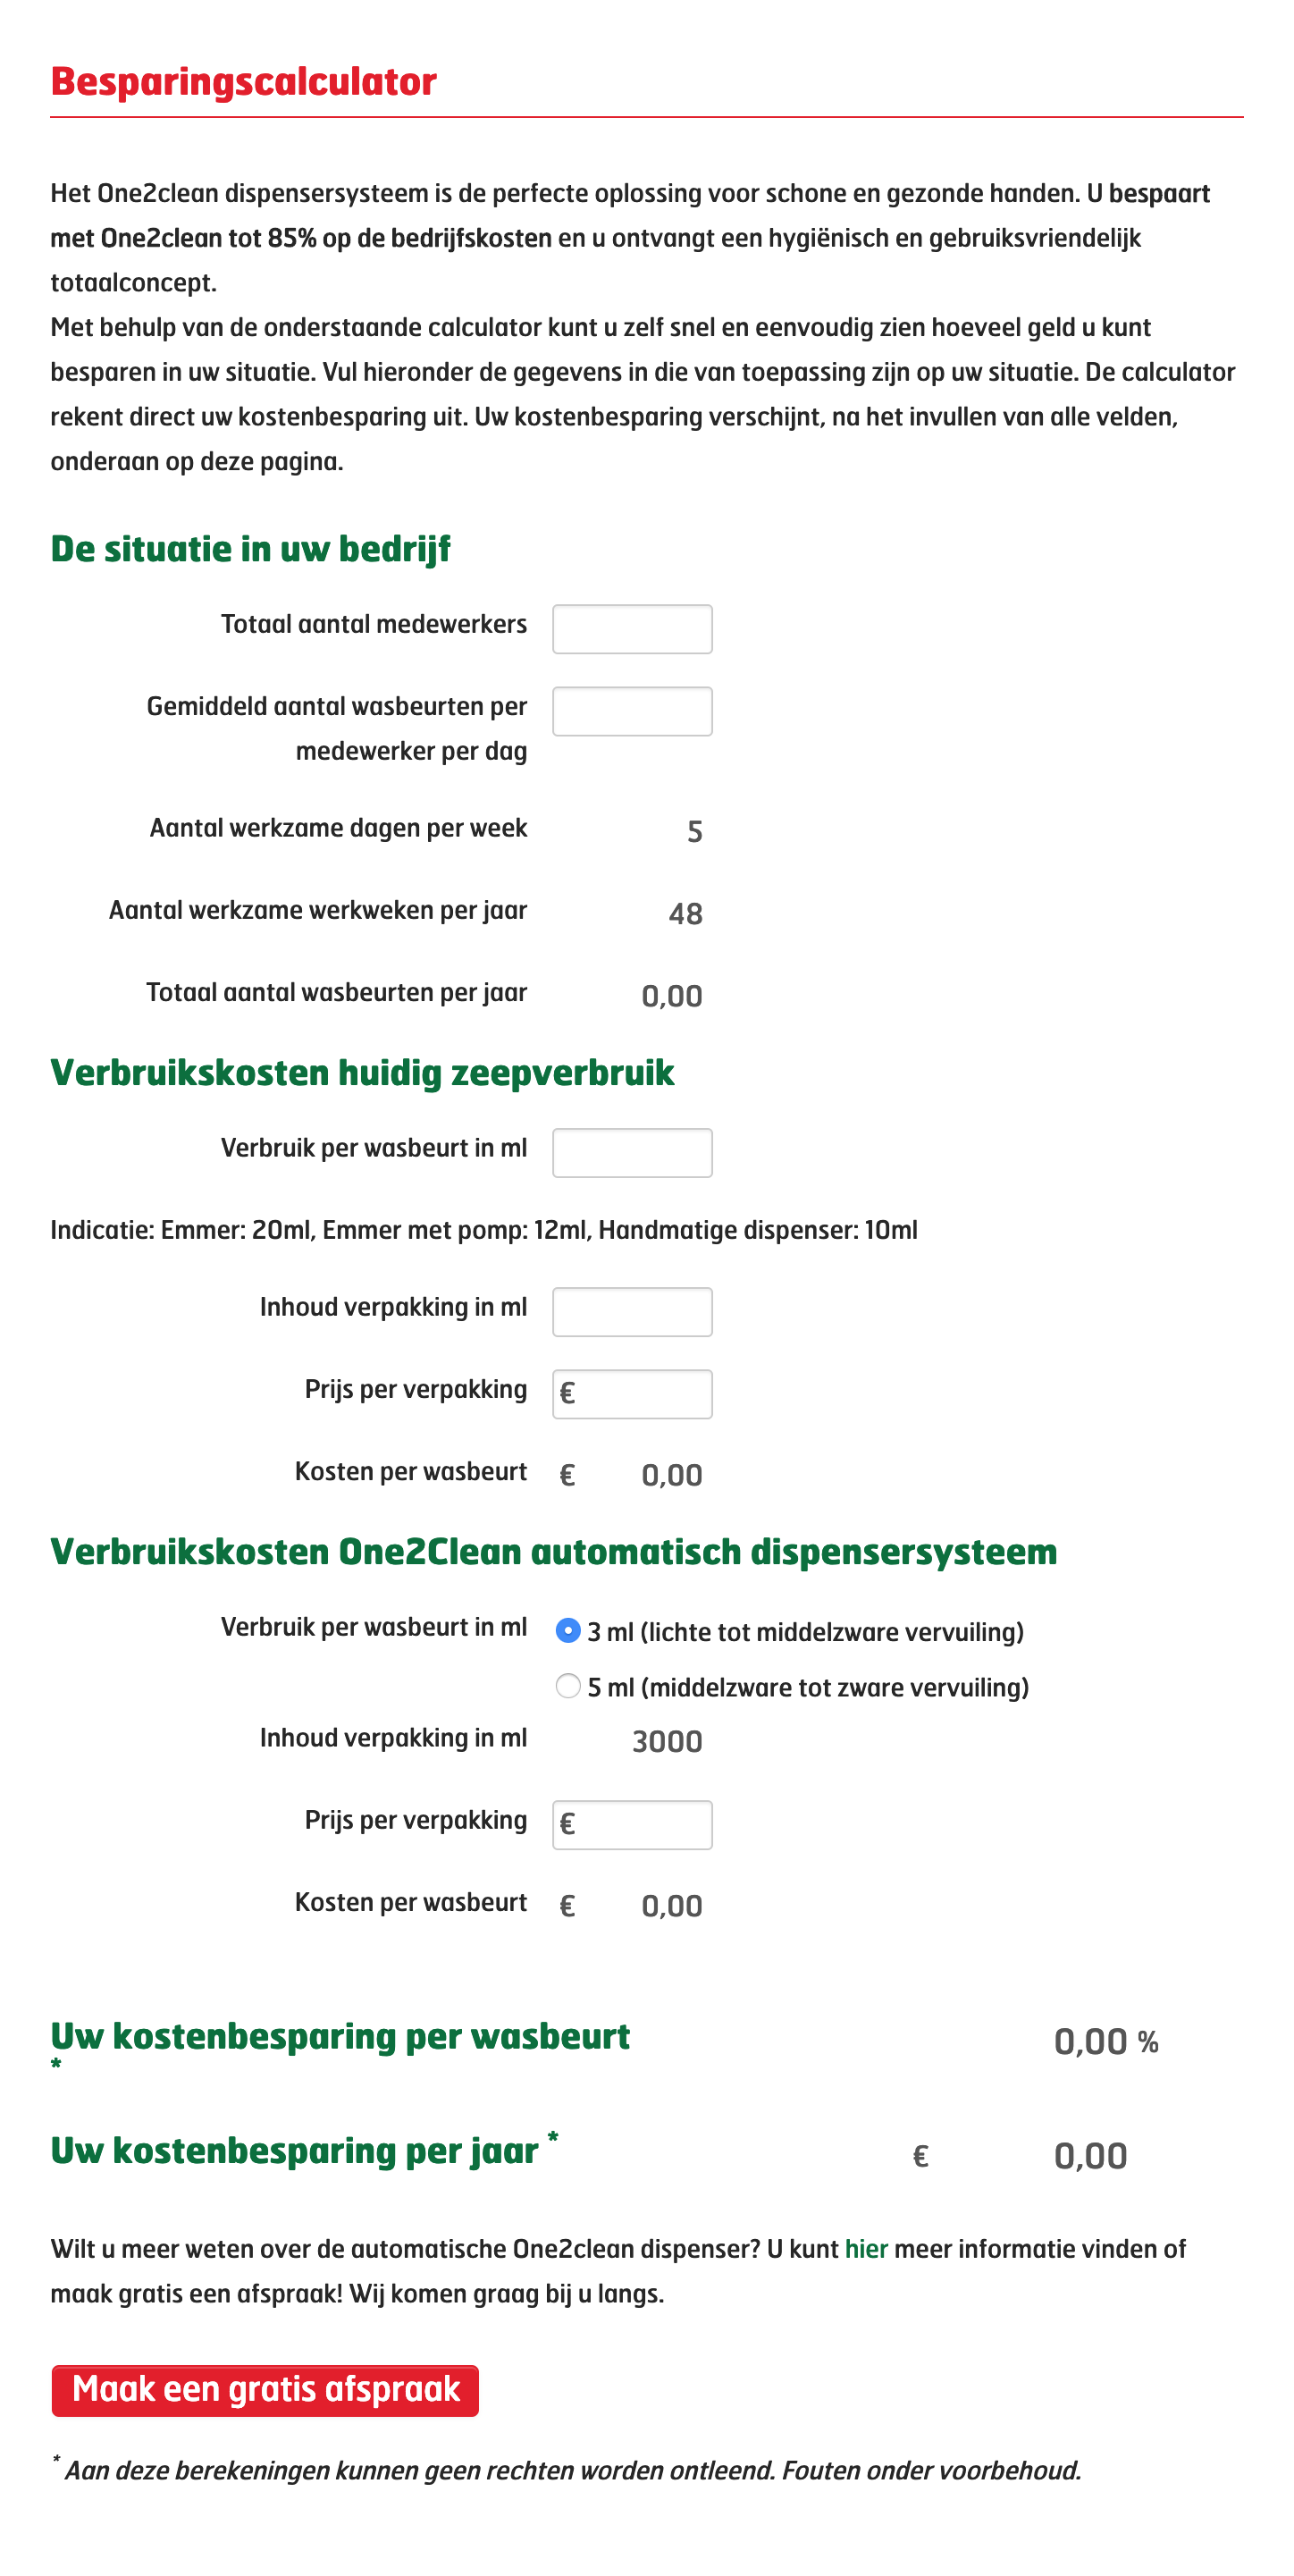 Besparingscalculator
Het One2clean dispensersysteem is de perfecte oplossing voor schone en gezonde handen. U bespaart
met One2clean tot 85% op de bedrijfskosten en u ontvangt een hygiënisch en gebruiksvriendelijk
totaalconcept.
Met behulp van de onderstaande calculator kunt u zelf snel en eenvoudig zien hoeveel geld u kunt
besparen in uw situatie. Vul hieronder de gegevens in die van toepassing zijn op uw situatie. De calculator
rekent direct uw kostenbesparing uit. Uw kostenbesparing verschijnt, na het invullen van alle velden,
onderaan op deze pagina.
De situatie in uw bedrijf
Totaal aantal medewerkers
Gemiddeld aantal wasbeurten per
medewerker per dag
Aantal werkzame dagen per week 5
Aantal werkzame werkweken per jaar 48
Totaal aantal wasbeurten per jaar 0,00
Verbruikskosten huidig zeepverbruik
Verbruik per wasbeurt in ml
Indicatie: Emmer: 20ml, Emmer met pomp: 12ml, Handmatige dispenser: 10ml
Inhoud verpakking in ml
Prijs per verpakking €
Kosten per wasbeurt € 0,00
Verbruikskosten One2Clean automatisch dispensersysteem
Verbruik per wasbeurt in ml 3 ml (lichte tot middelzware vervuiling)
5 ml (middelzware tot zware vervuiling)
Inhoud verpakking in ml 3000
Prijs per verpakking €
Kosten per wasbeurt € 0,00
Uw kostenbesparing per wasbeurt 0,00 %
*
Uw kostenbesparing per jaar * € 0,00
Wilt u meer weten over de automatische One2clean dispenser? U kunt hier meer informatie vinden of
maak gratis een afspraak! Wij komen graag bij u langs.
Maak een gratis afspraak
* Aan deze berekeningen kunnen geen rechten worden ontleend. Fouten onder voorbehoud.